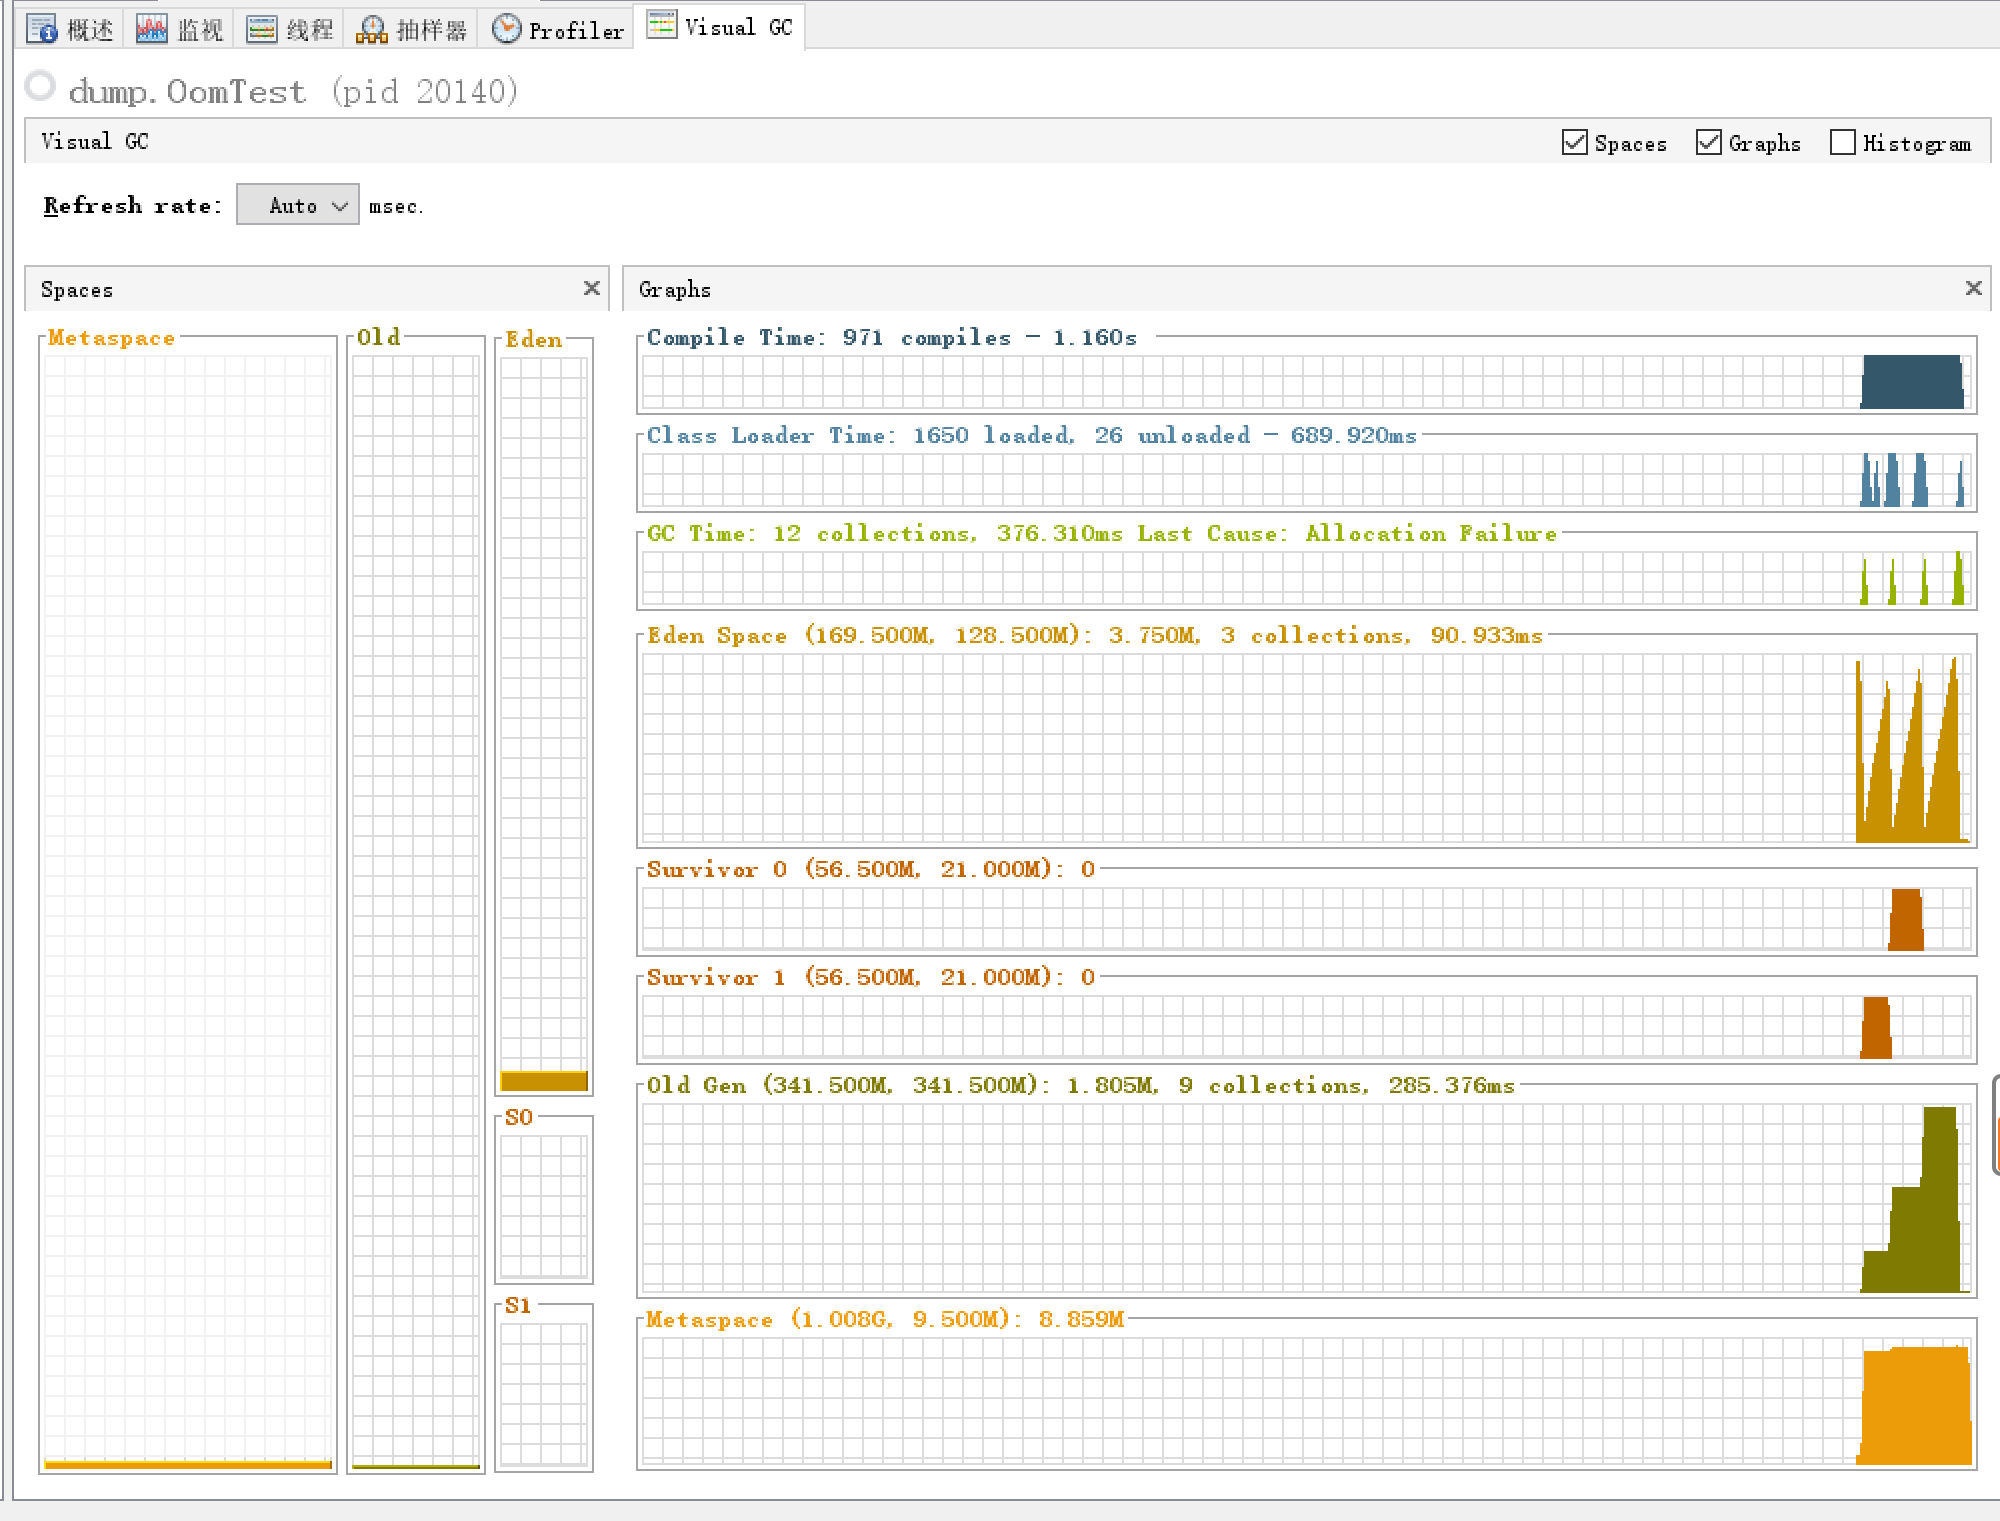 概述 监视 线程 抽样器 Profiler Visual GC
dump.OomTest (pid 20140)
Visual GC Spaces Graphs Histogram
Refresh rate: Auto msec.
Spaces
Metaspace Old Eden
S0
S1
Graphs
Compile Time: 971 compiles - 1.160s
Class Loader Time: 1650 loaded, 26 unloaded - 689.920ms
GC Time: 12 collections, 376.310ms Last Cause: Allocation Failure
Eden Space (169.500M, 128.500M): 3.750M, 3 collections, 90.933ms
Survivor 0 (56.500M, 21.000M): 0
Survivor 1 (56.500M, 21.000M): 0
Old Gen (341.500M, 341.500M): 1.805M, 9 collections, 285.376ms
Metaspace (1.008G, 9.500M): 8.859M